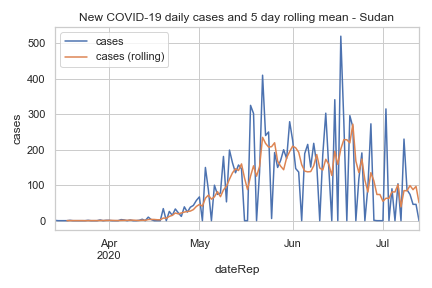 New COVID-19 daily cases and 5 day rolling mean - Sudan
cases
cases (rolling)
500
400
300
200
100
0
cases
Apr
2020
May
Jun
Jul
dateRep